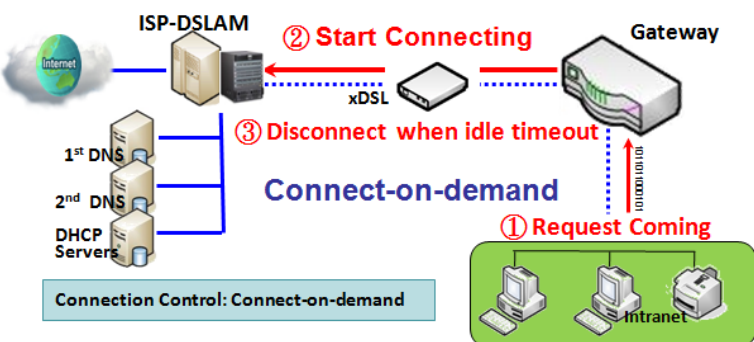 ISP-DSLAM
② Start Connecting
Gateway
Internet
xDSL
③ Disconnect when idle timeout
1st DNS
2nd DNS
DHCP
Servers
Connect-on-demand
101101000101
① Request Coming
Intranet
Connection Control: Connect-on-demand